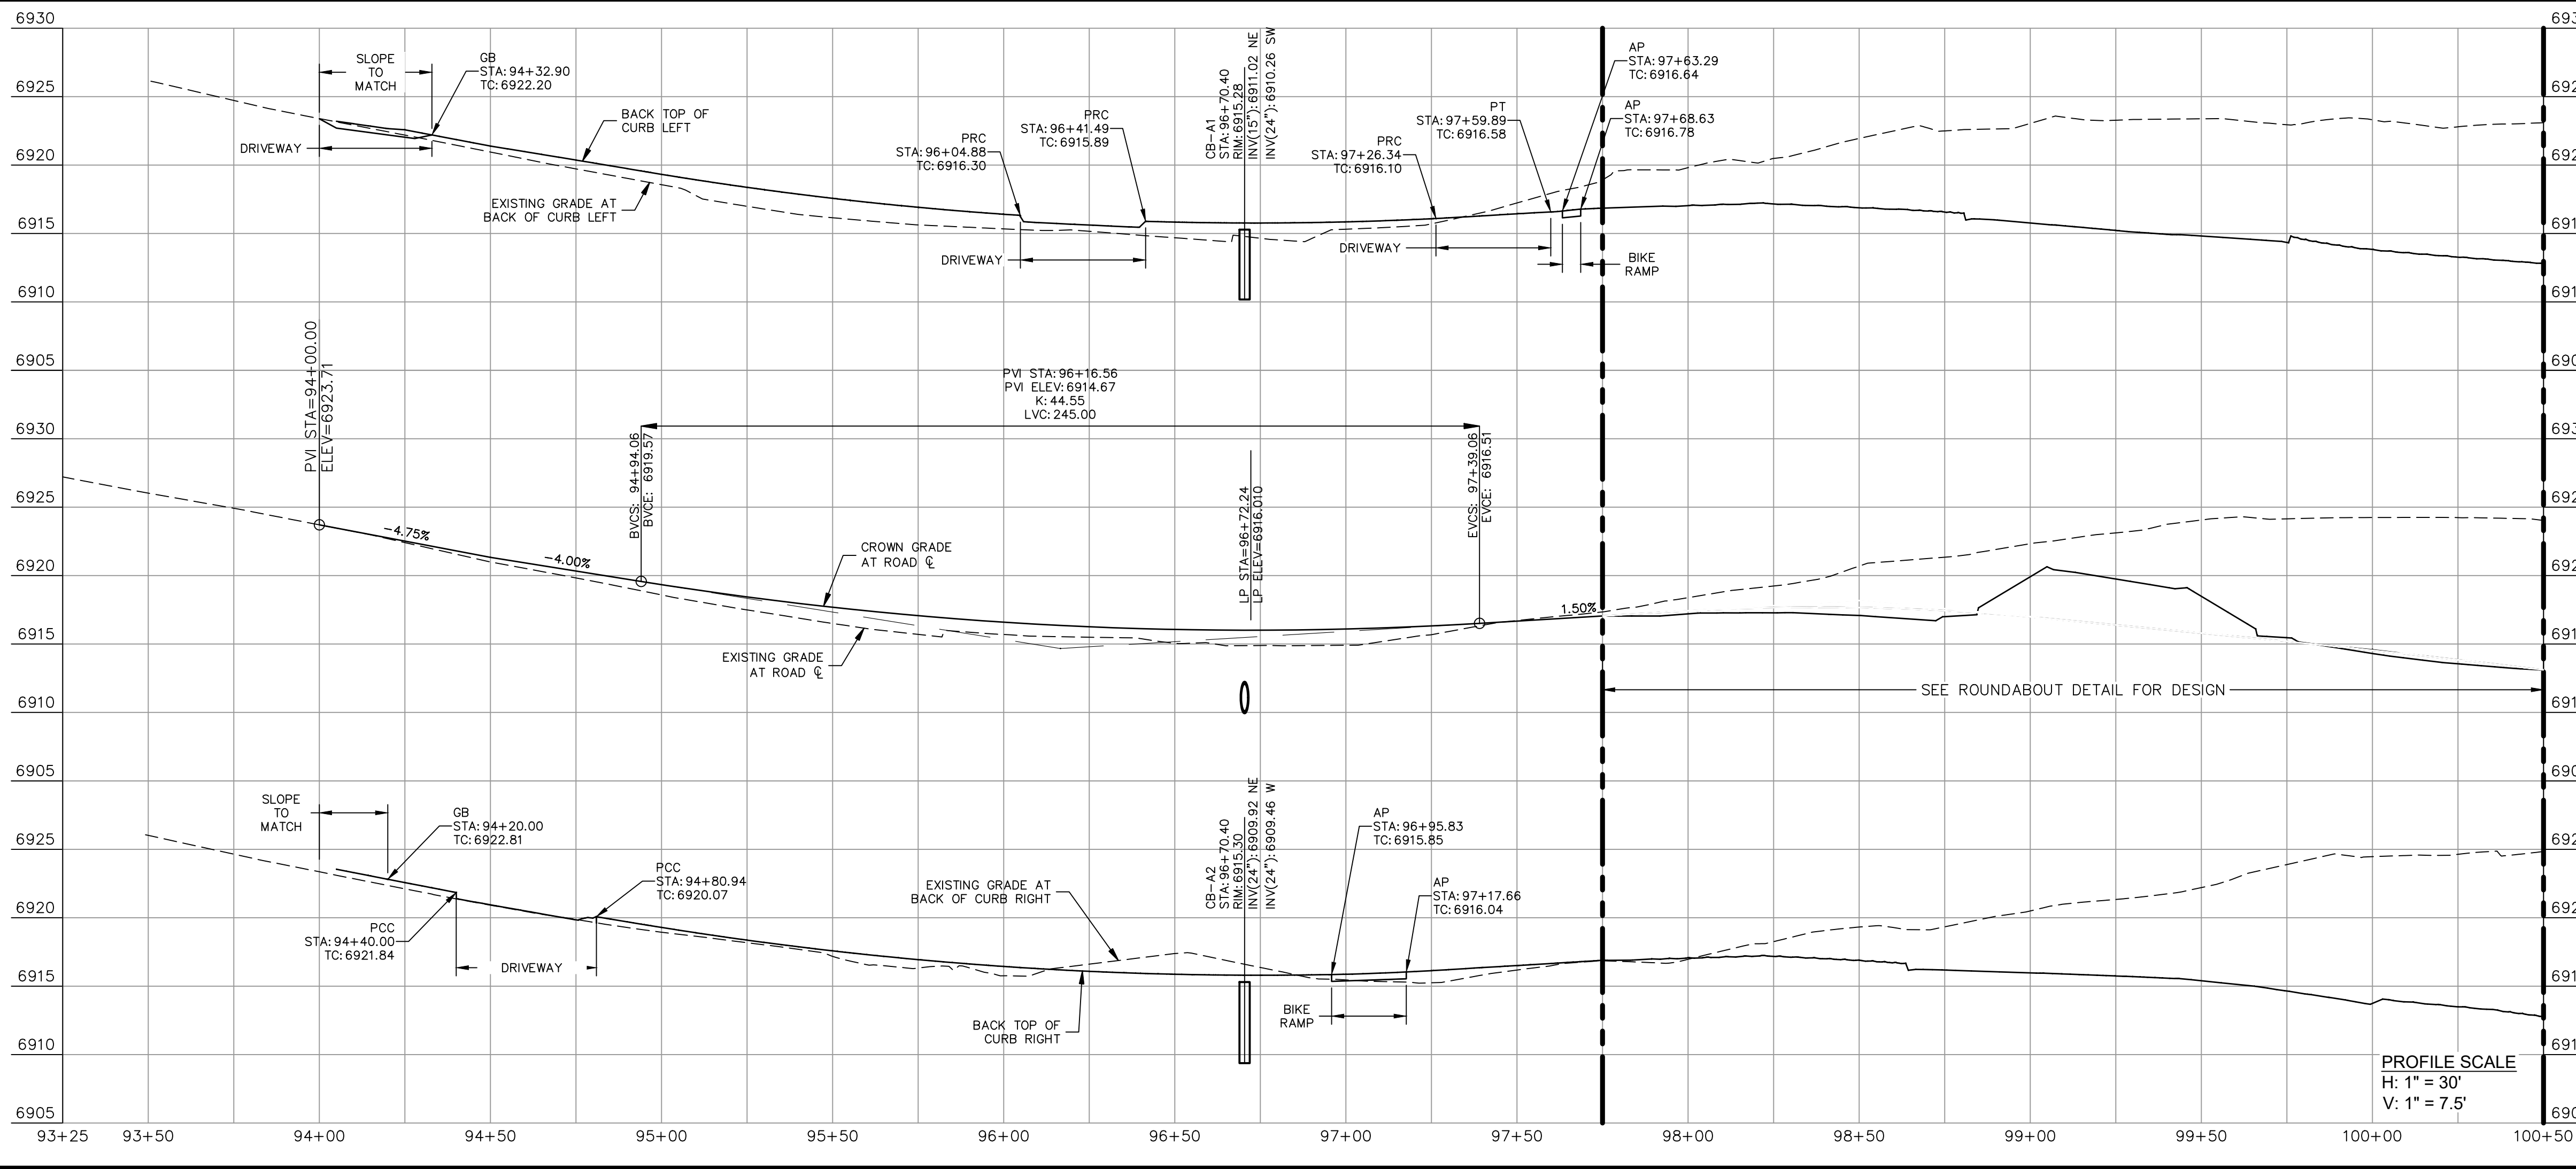 6930
6925
6920
6915
6910
6905
6930
6925
6920
6915
6910
6905
6925
6920
6915
6910
6905
SLOPE
TO
MATCH
GB
STA: 94+32.90
TC: 6922.20
DRIVEWAY
BACK TOP OF
CURB LEFT
EXISTING GRADE AT
BACK OF CURB LEFT
PRC
STA: 96+04.88
TC: 6916.30
PRC
STA: 96+41.49
TC: 6915.89
DRIVEWAY
CB-A1
STA: 96+70.40
RIM: 6915.28
INV(15"): 6911.02 NE
INV(24"): 6910.26 SW
PRC
STA: 97+26.34
TC: 6916.10
PT
STA: 97+59.89
TC: 6916.58
DRIVEWAY
AP
STA: 97+63.29
TC: 6916.64
AP
STA: 97+68.63
TC: 6916.78
BIKE
RAMP
PVI STA=94+00.00
ELEV=6923.71
-4.75%
-4.00%
BVCS: 94+94.06
BVCE: 6919.57
PVI STA: 96+16.56
PVI ELEV: 6914.67
K: 44.55
LVC: 245.00
CROWN GRADE
AT ROAD ℄
EXISTING GRADE
AT ROAD ℄
LP STA=96+72.24
LP ELEV=6916.010
EVCS: 97+39.06
EVCE: 6916.51
1.50%
SEE ROUNDABOUT DETAIL FOR DESIGN
SLOPE
TO
MATCH
GB
STA: 94+20.00
TC: 6922.81
PCC
STA: 94+40.00
TC: 6921.84
PCC
STA: 94+80.94
TC: 6920.07
DRIVEWAY
EXISTING GRADE AT
BACK OF CURB RIGHT
BACK TOP OF
CURB RIGHT
CB-A2
STA: 96+70.40
RIM: 6915.30
INV(24"): 6909.92 NE
INV(24"): 6909.46 W
AP
STA: 96+95.83
TC: 6915.85
AP
STA: 97+17.66
TC: 6916.04
BIKE
RAMP
PROFILE SCALE
H: 1" = 30'
V: 1" = 7.5'
93+25 93+50 94+00 94+50 95+00 95+50 96+00 96+50 97+00 97+50 98+00 98+50 99+00 99+50 100+00 100+50